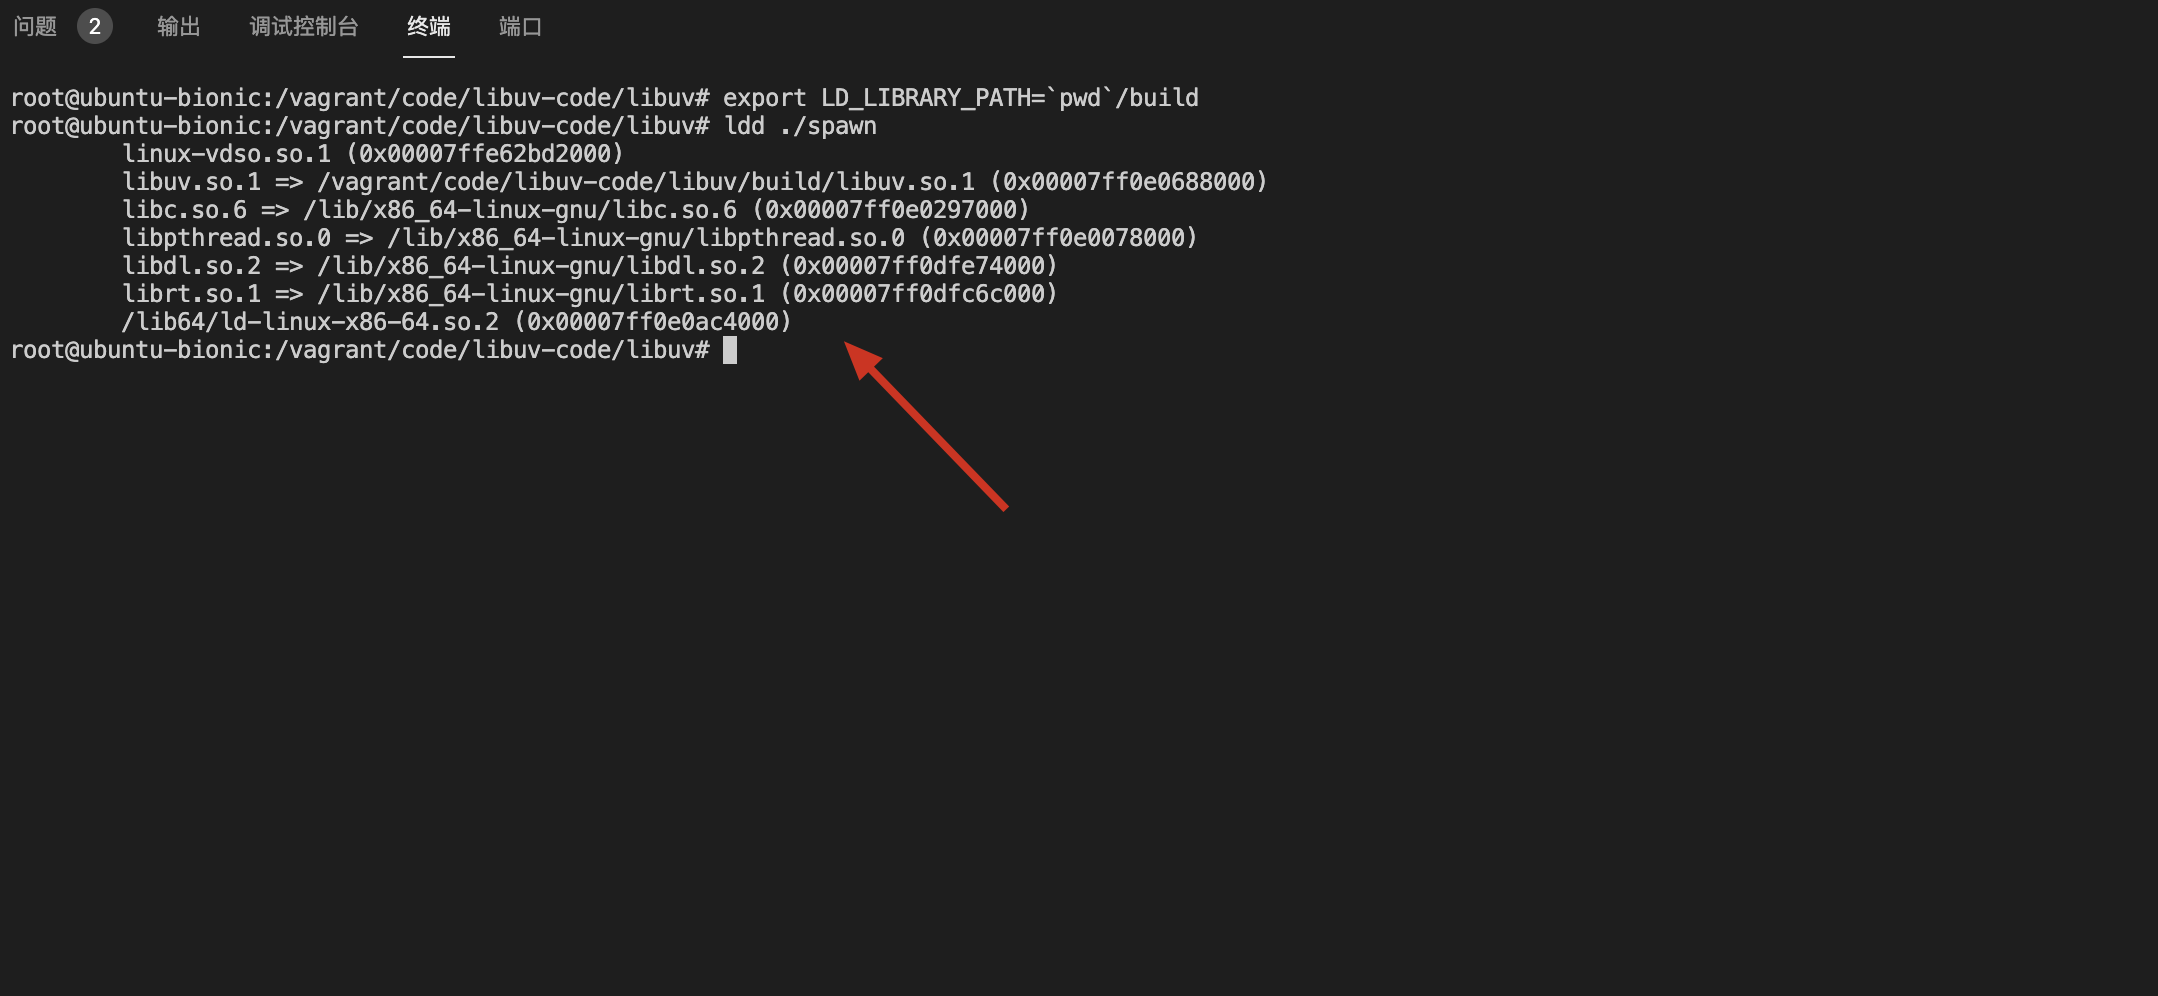 问题 2 输出 调试控制台 终端 端口
root@ubuntu-bionic:/vagrant/code/libuv-code/libuv# export LD_LIBRARY_PATH=`pwd`/build
root@ubuntu-bionic:/vagrant/code/libuv-code/libuv# ldd ./spawn
linux-vdso.so.1 (0x00007ffe62bd2000)
libuv.so.1 => /vagrant/code/libuv-code/libuv/build/libuv.so.1 (0x00007ff0e0688000)
libc.so.6 => /lib/x86_64-linux-gnu/libc.so.6 (0x00007ff0e0297000)
libpthread.so.0 => /lib/x86_64-linux-gnu/libpthread.so.0 (0x00007ff0e0078000)
libdl.so.2 => /lib/x86_64-linux-gnu/libdl.so.2 (0x00007ff0dfe74000)
librt.so.1 => /lib/x86_64-linux-gnu/librt.so.1 (0x00007ff0dfc6c000)
/lib64/ld-linux-x86-64.so.2 (0x00007ff0e0ac4000)
root@ubuntu-bionic:/vagrant/code/libuv-code/libuv#